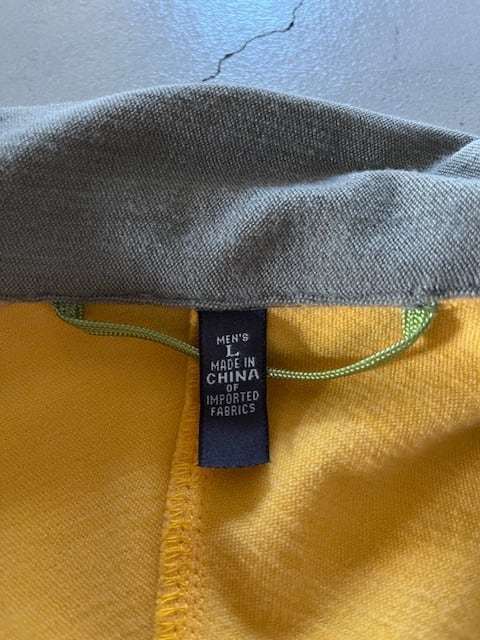 MEN'S
L
MADE IN
CHINA
OF
IMPORTED
FABRICS